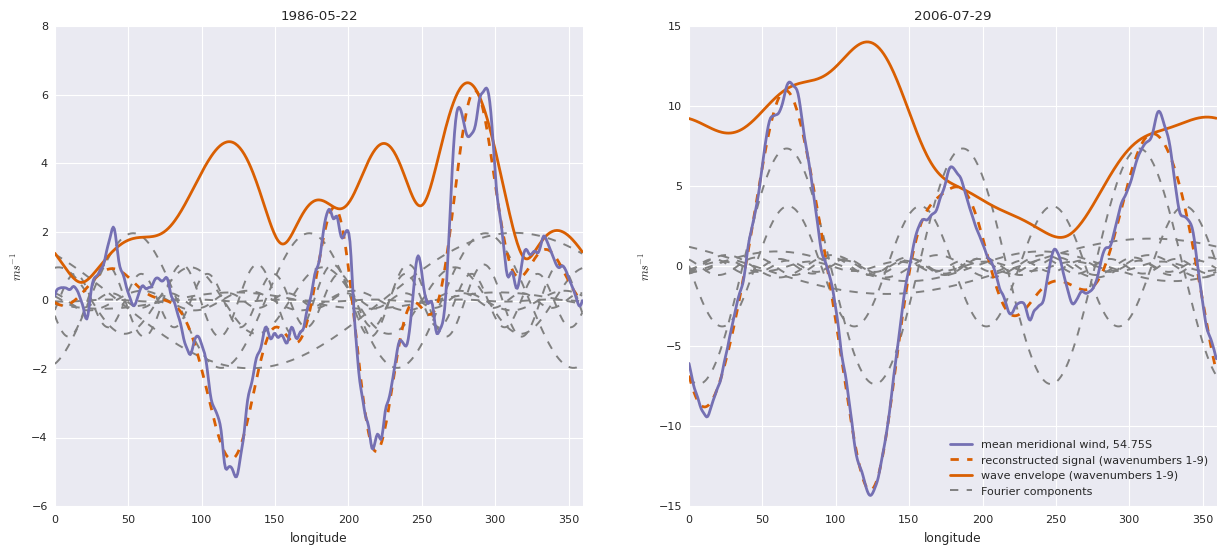 1986-05-22
8
6
4
2
0
−2
−4
−6
ms⁻¹
0 50 100 150 200 250 300 350
longitude
2006-07-29
15
10
5
0
−5
−10
−15
ms⁻¹
0 50 100 150 200 250 300 350
longitude
mean meridional wind, 54.75S
reconstructed signal (wavenumbers 1-9)
wave envelope (wavenumbers 1-9)
Fourier components